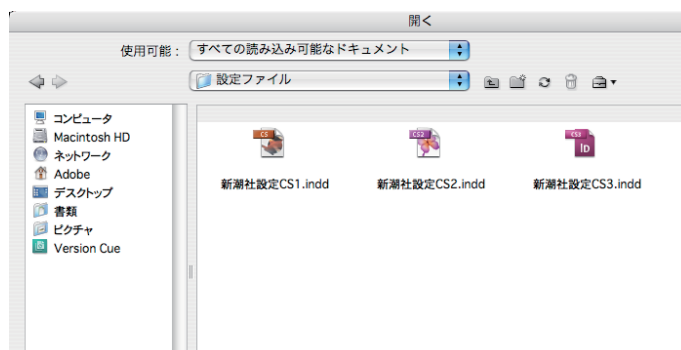 開く
使用可能：
すべての読み込み可能なドキュメント
設定ファイル
コンピュータ
Macintosh HD
ネットワーク
Adobe
デスクトップ
書類
ピクチャ
Version Cue
CS
CS2
CS3
ID
新潮社設定CS1.indd
新潮社設定CS2.indd
新潮社設定CS3.indd